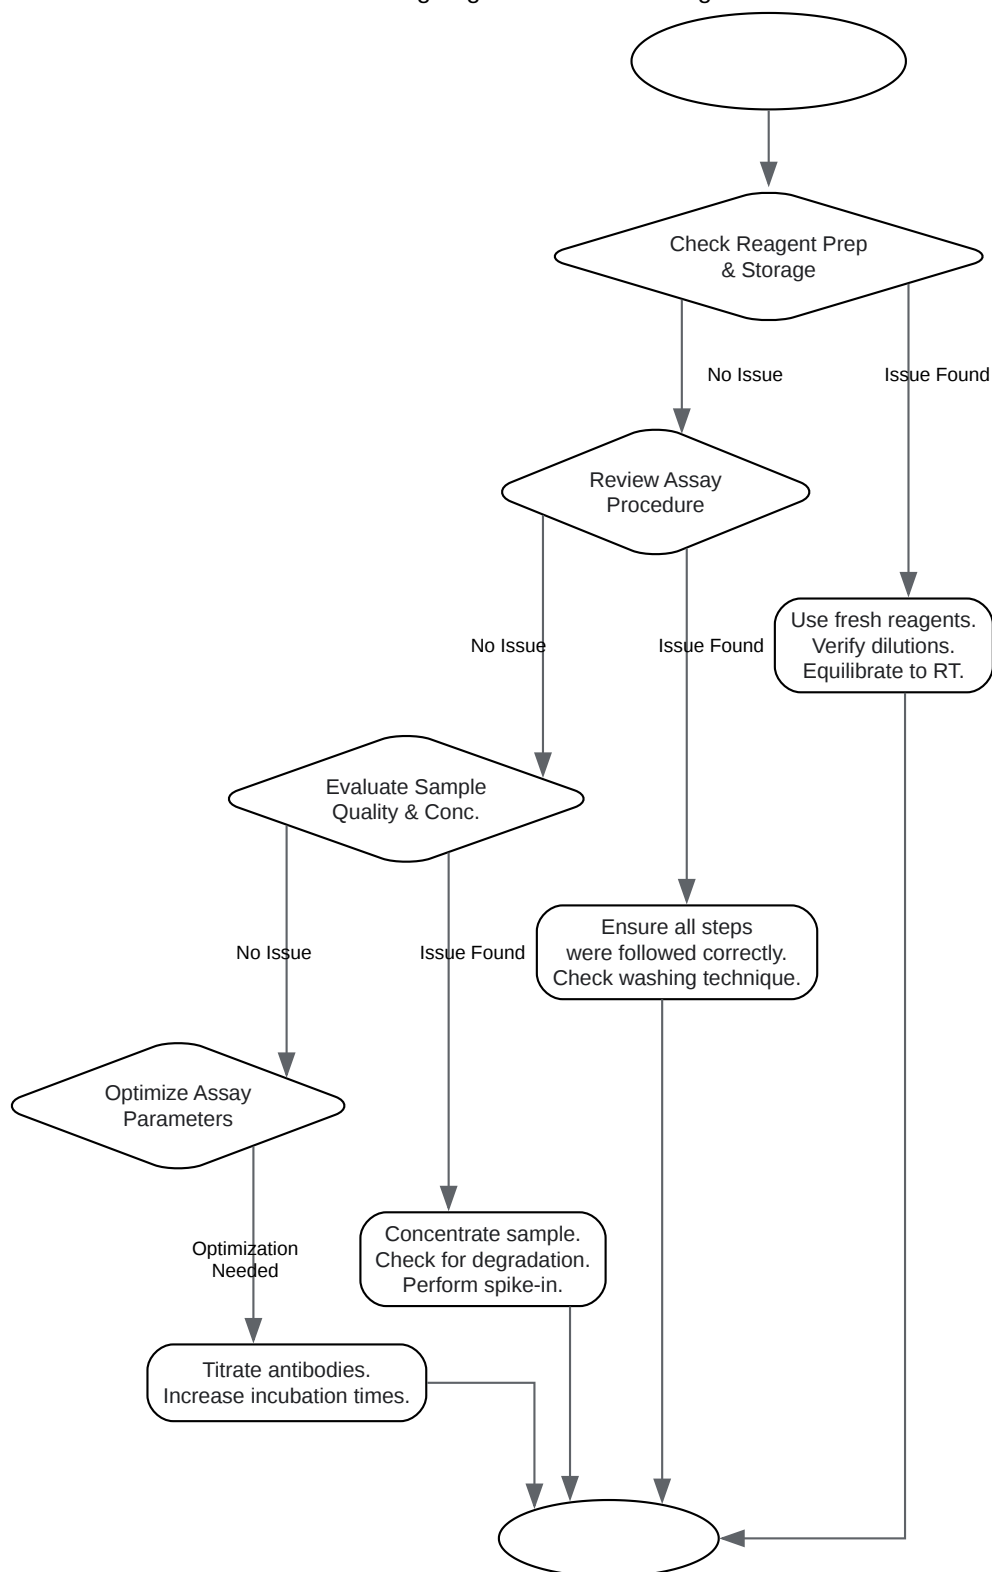 Check Reagent Prep
& Storage
No Issue
Issue Found
Review Assay
Procedure
Use fresh reagents.
Verify dilutions.
Equilibrate to RT.
No Issue
Issue Found
Evaluate Sample
Quality & Conc.
Ensure all steps
were followed correctly.
Check washing technique.
No Issue
Issue Found
Optimize Assay
Parameters
Optimization
Needed
Concentrate sample.
Check for degradation.
Perform spike-in.
Titrate antibodies.
Increase incubation times.